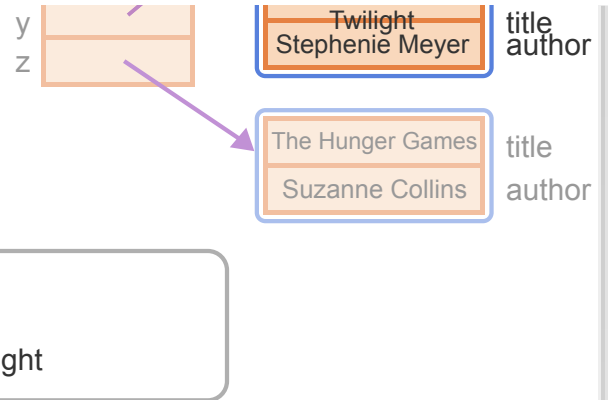 y
Twilight title
Stephenie Meyer author
z
The Hunger Games title
Suzanne Collins author
ght